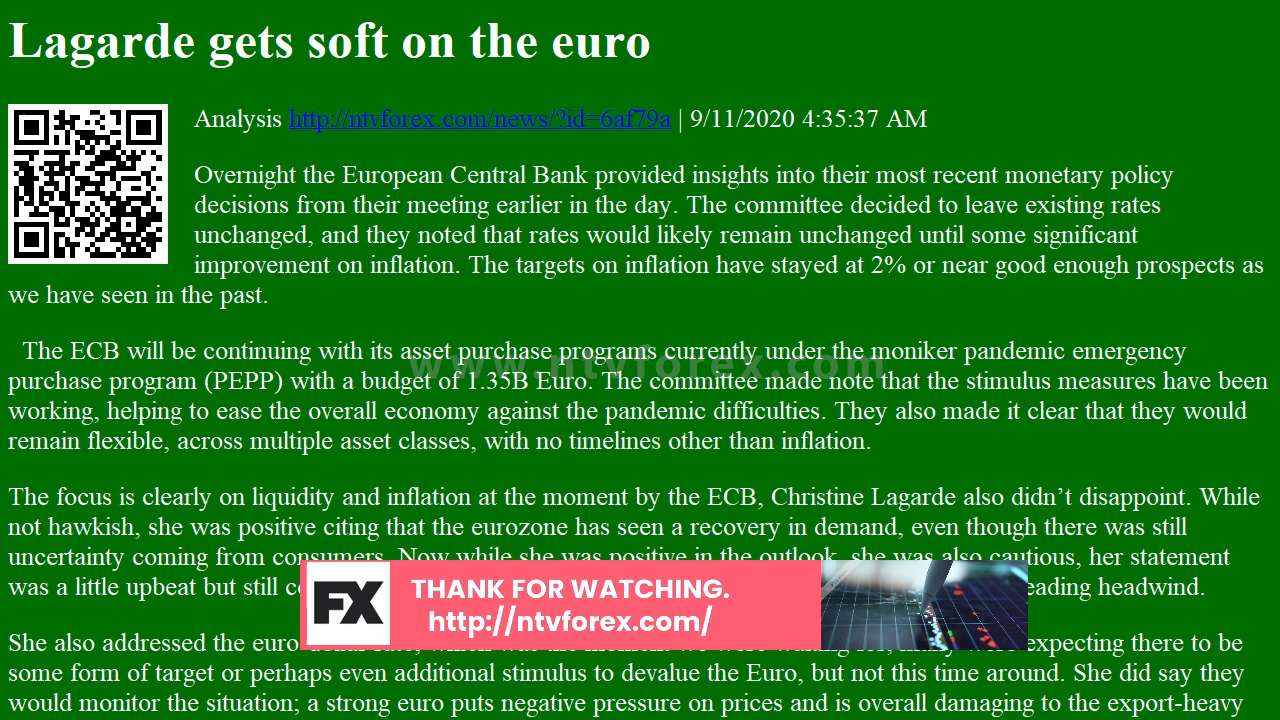 Lagarde gets soft on the euro
Analysis http://ntvforex.com/news/?id=6af79a | 9/11/2020 4:35:37 AM
Overnight the European Central Bank provided insights into their most recent monetary policy
decisions from their meeting earlier in the day. The committee decided to leave existing rates
unchanged, and they noted that rates would likely remain unchanged until some significant
improvement on inflation. The targets on inflation have stayed at 2% or near good enough prospects as
we have seen in the past.
The ECB will be continuing with its asset purchase programs currently under the moniker pandemic emergency
www.ntvforex.com
purchase program (PEPP) with a budget of 1.35B Euro. The committee made note that the stimulus measures have been
working, helping to ease the overall economy against the pandemic difficulties. They also made it clear that they would
remain flexible, across multiple asset classes, with no timelines other than inflation.
The focus is clearly on liquidity and inflation at the moment by the ECB, Christine Lagarde also didn’t disappoint. While
not hawkish, she was positive citing that the eurozone has seen a recovery in demand, even though there was still
uncertainty coming from consumers. Now while she was positive in the outlook, she was also cautious, her statement
was a little upbeat but still headwind.
FX THANK FOR WATCHING.
http://ntvforex.com/
She also addressed the euro expecting there to be
some form of target or perhaps even additional stimulus to devalue the Euro, but not this time around. She did say they
would monitor the situation; a strong euro puts negative pressure on prices and is overall damaging to the export-heavy